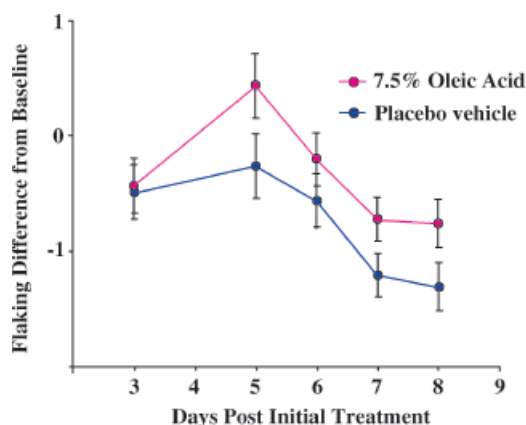 1
0
-1
Flaking Difference from Baseline
7.5% Oleic Acid
Placebo vehicle
3 4 5 6 7 8 9
Days Post Initial Treatment